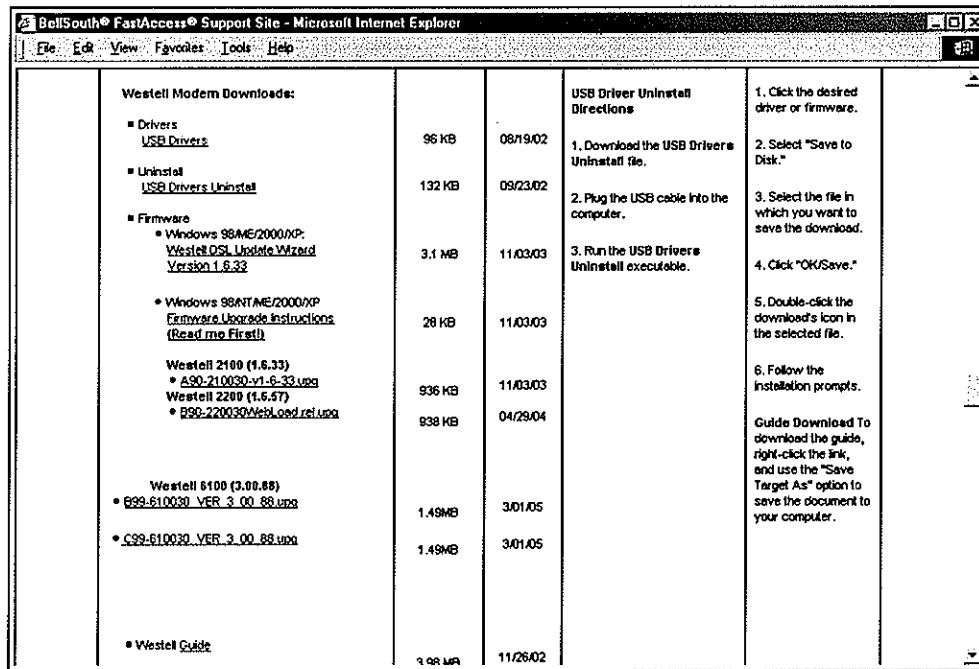 BellSouth® FastAccess® Support Site - Microsoft Internet Explorer
File Edit View Favorites Tools Help
Westell Modem Downloads:
Drivers
USB Drivers
96 KB
08/19/02
Uninstall
USB Drivers Uninstall
132 KB
09/23/02
Firmware
Windows 98/ME/2000/XP:
Westell DSL Update Wizard
Version 1.6.33
3.1 MB
11/03/03
Windows 98/NT/ME/2000/XP
Firmware Upgrade Instructions
(Read me First!)
28 KB
11/03/03
Westell 2100 (1.6.33)
A90-210030-v1-6-33.upg
936 KB
11/03/03
Westell 2200 (1.6.57)
B90-220030WebLoad.rel.upg
938 KB
04/29/04
Westell 6100 (3.00.88)
B99-610030_VER_3_00_88.upg
1.49MB
3/01/05
C99-610030_VER_3_00_88.upg
1.49MB
3/01/05
Westell Guide
3.98 MB
11/26/02
USB Driver Uninstall
Directions
1. Download the USB Drivers
Uninstall file.
2. Plug the USB cable into the
computer.
3. Run the USB Drivers
Uninstall executable.
1. Click the desired
driver or firmware.
2. Select "Save to
Disk."
3. Select the file in
which you want to
save the download.
4. Click "OK/Save."
5. Double-click the
download's icon in
the selected file.
6. Follow the
installation prompts.
Guide Download To
download the guide,
right-click the link,
and use the "Save
Target As" option to
save the document to
your computer.